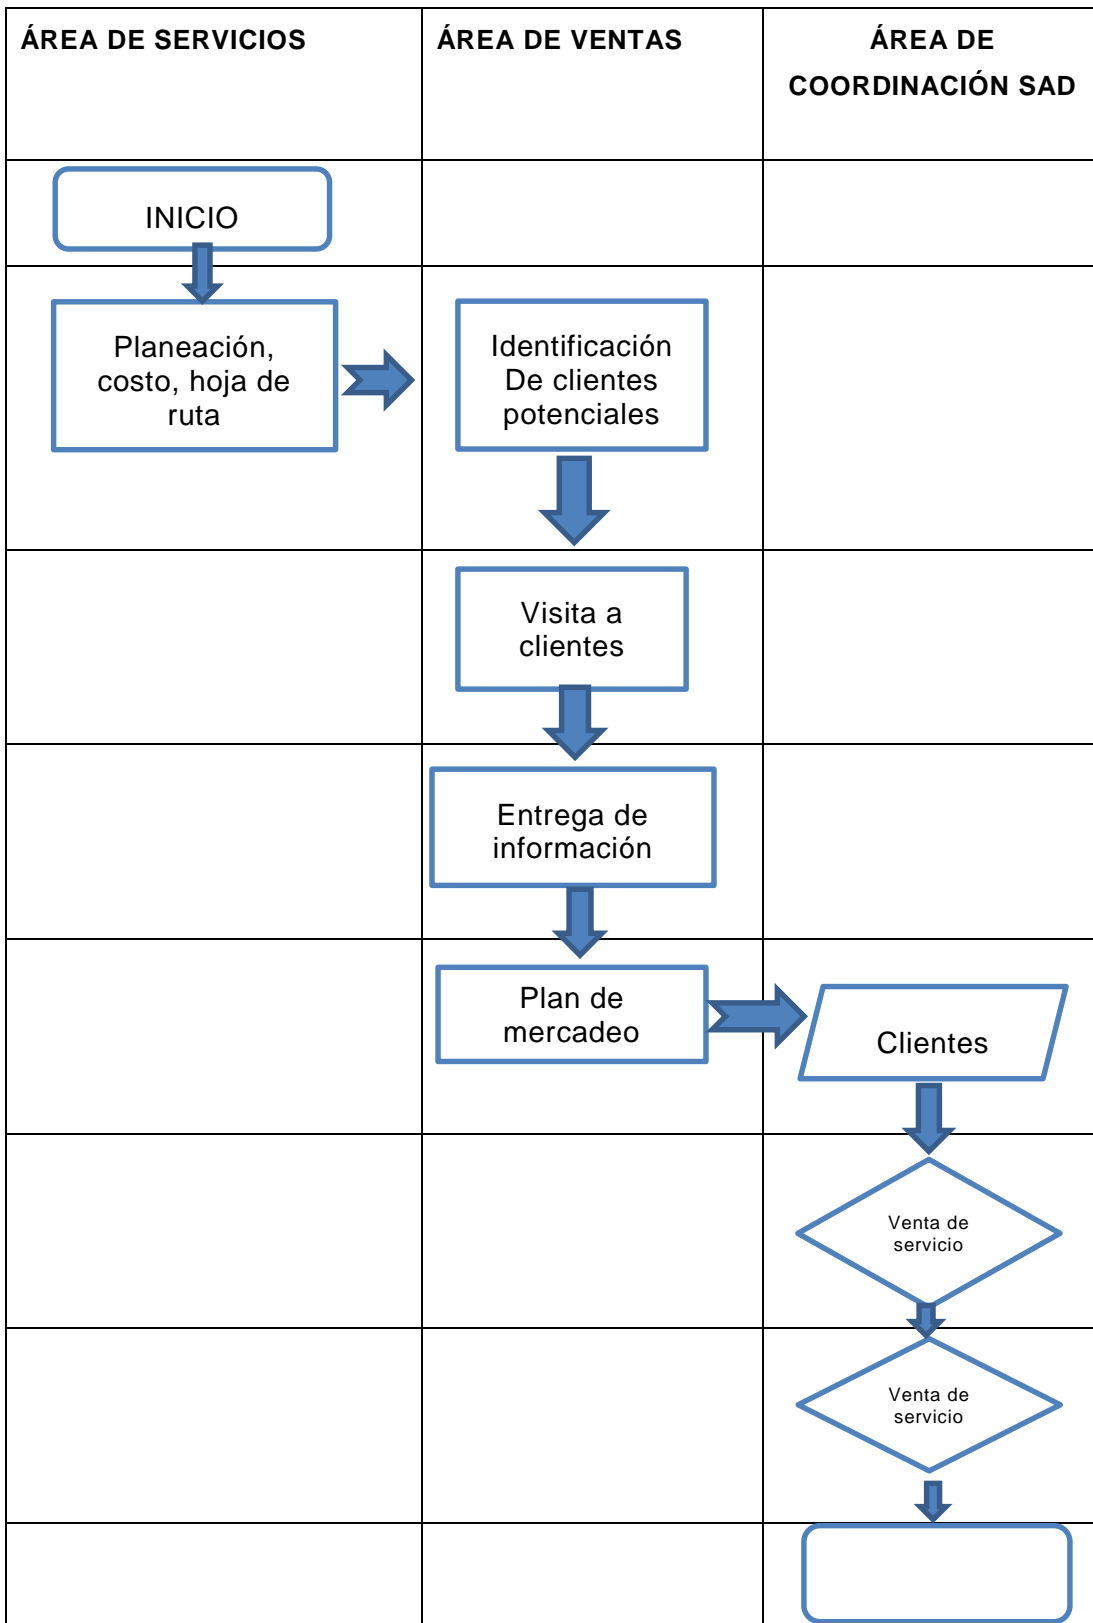 ÁREA DE SERVICIOS
ÁREA DE VENTAS
ÁREA DE
COORDINACIÓN SAD
INICIO
Planeación,
costo, hoja de
ruta
Identificación
De clientes
potenciales
Visita a
clientes
Entrega de
información
Plan de
mercadeo
Clientes
Venta de
servicio
Venta de
servicio